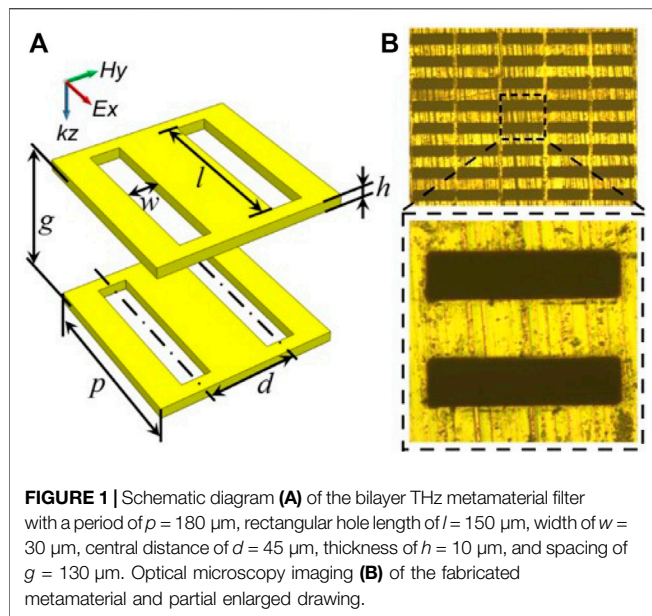 A
B
Hy
Ex
kz
l
w
h
g
p
d
FIGURE 1 | Schematic diagram (A) of the bilayer THz metamaterial filter
with a period of p = 180 μm, rectangular hole length of l = 150 μm, width of w =
30 μm, central distance of d = 45 μm, thickness of h = 10 μm, and spacing of
g = 130 μm. Optical microscopy imaging (B) of the fabricated
metamaterial and partial enlarged drawing.